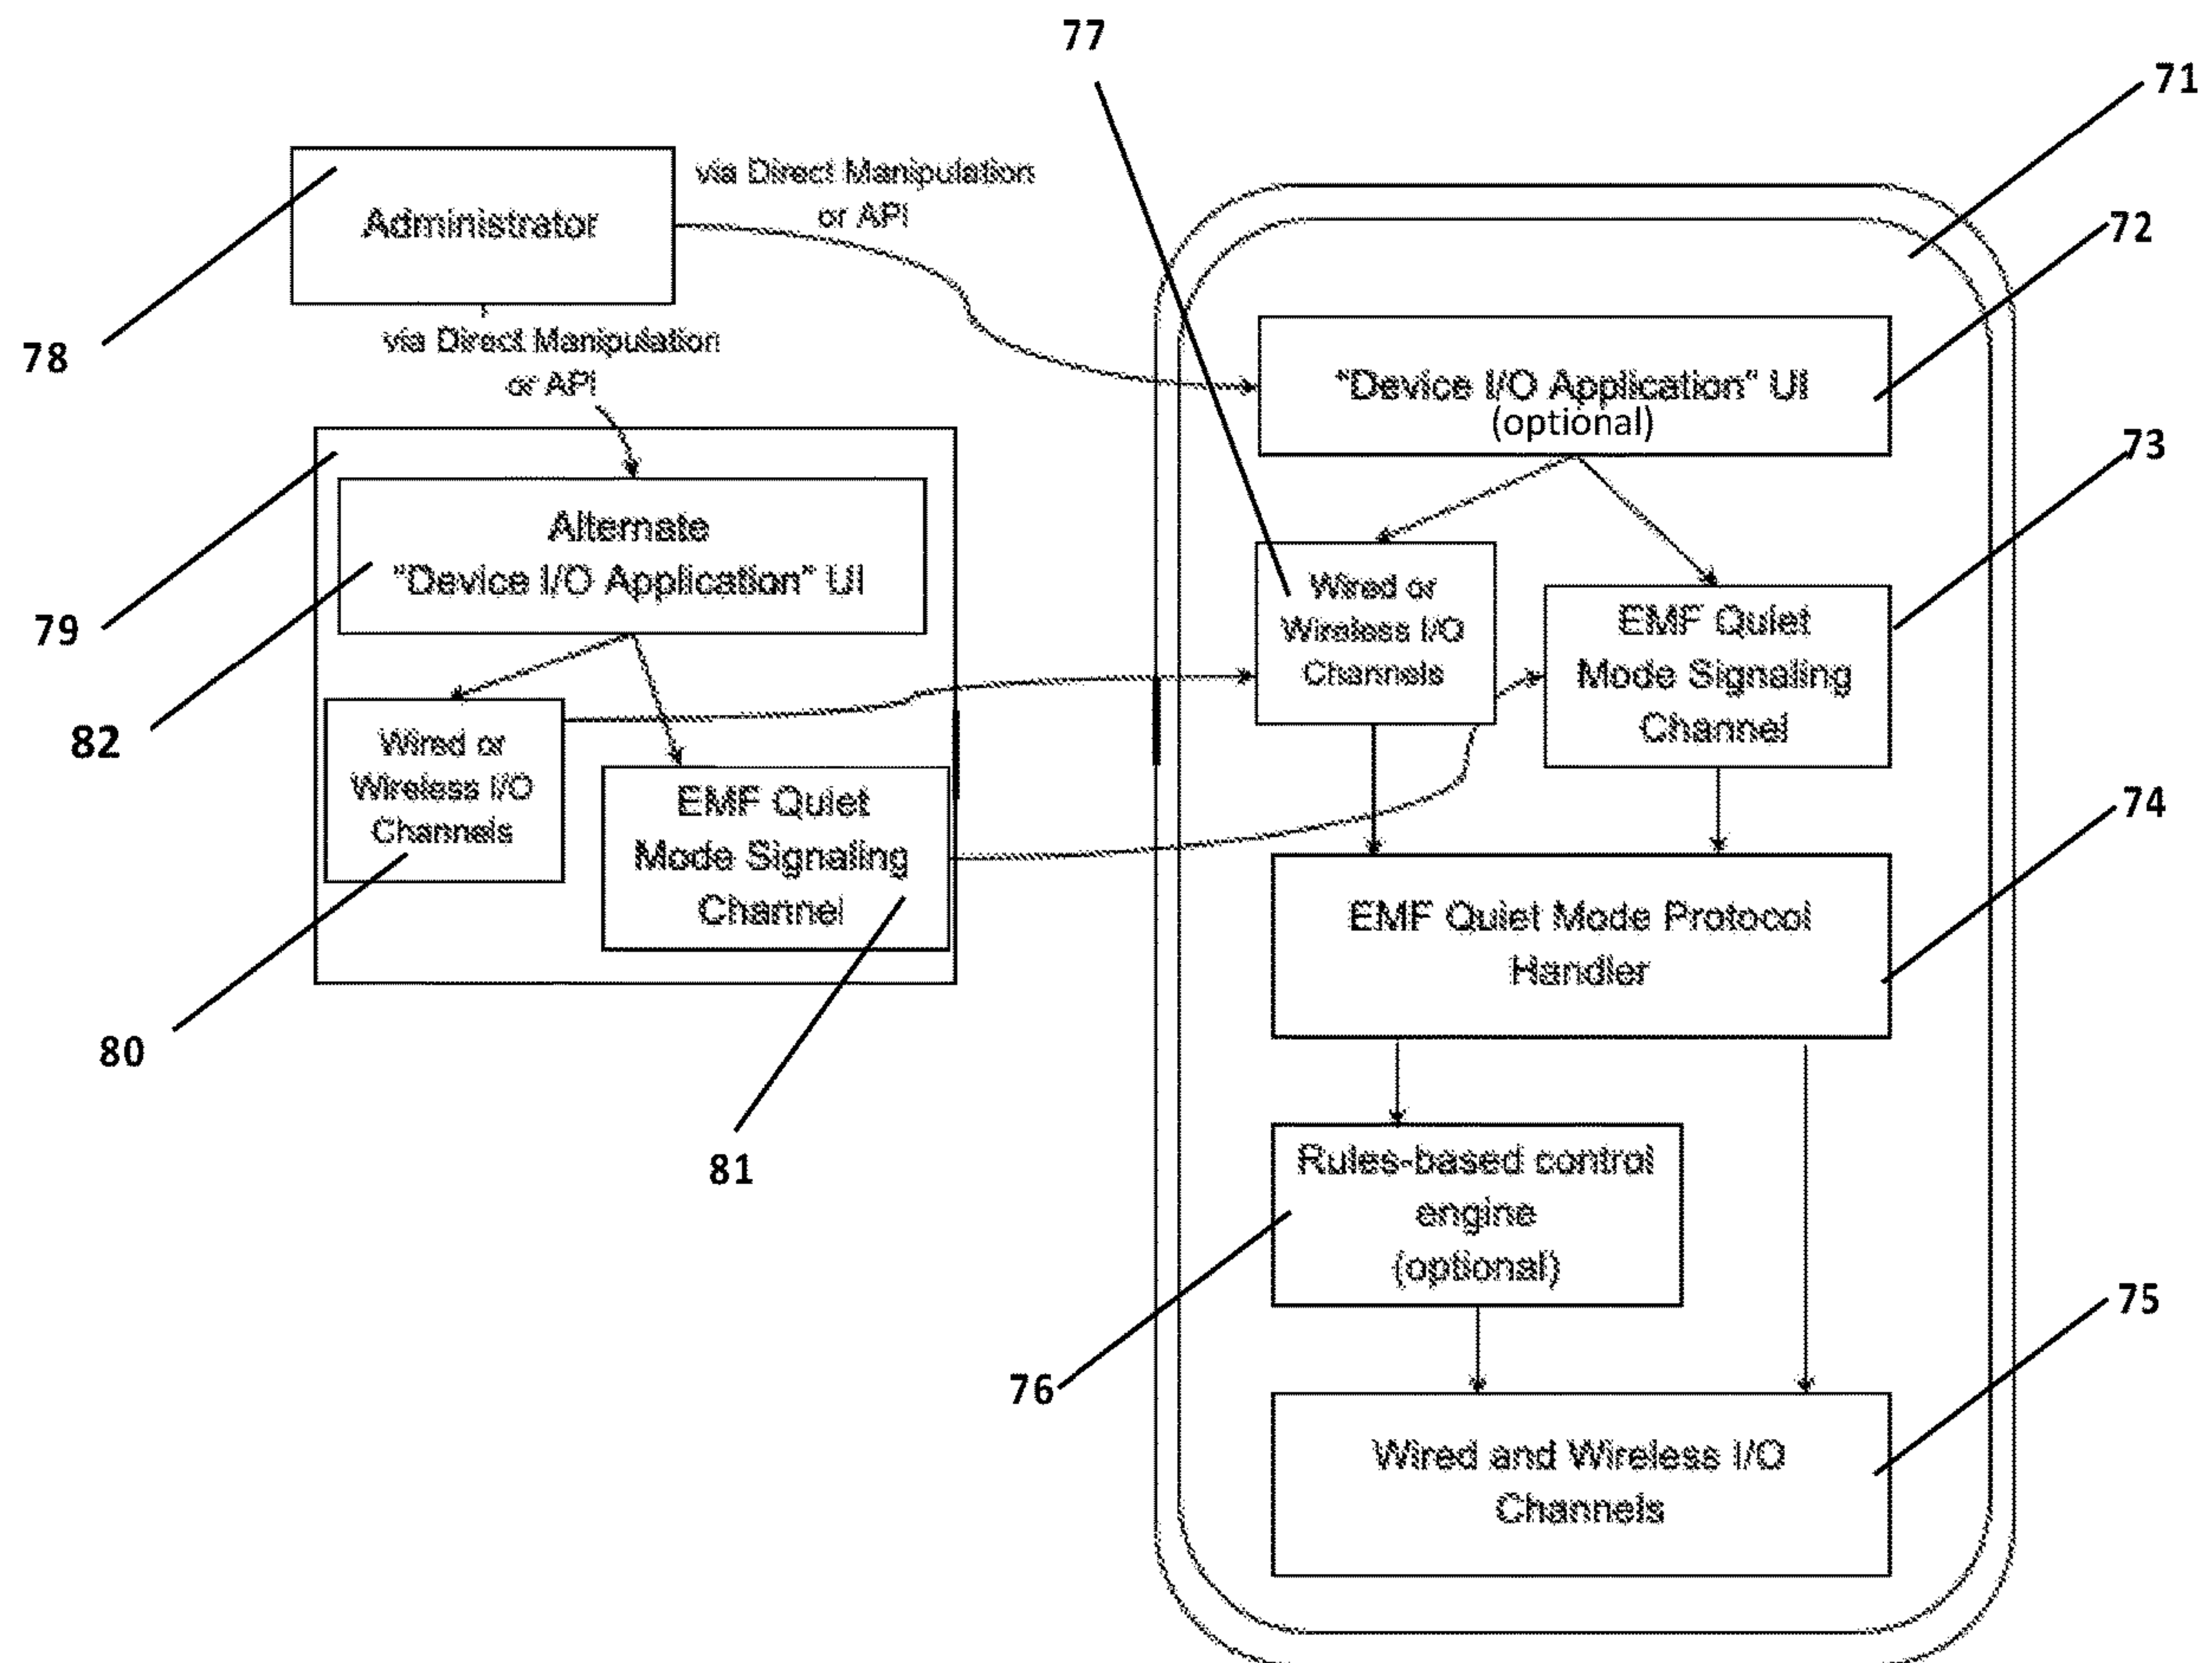 77
71
via Direct Manipulation
or API
Administrator
72
78
via Direct Manipulation
or API
"Device I/O Application" UI
(optional)
73
Alternate
"Device I/O Application" UI
79
Wired or
Wireless I/O
Channels
EMF Quiet
Mode Signaling
Channel
82
Wired or
Wireless I/O
Channels
EMF Quiet
Mode Signaling
Channel
74
EMF Quiet Mode Protocol
Handler
80
81
Rules-based control
engine
(optional)
75
76
Wired and Wireless I/O
Channels